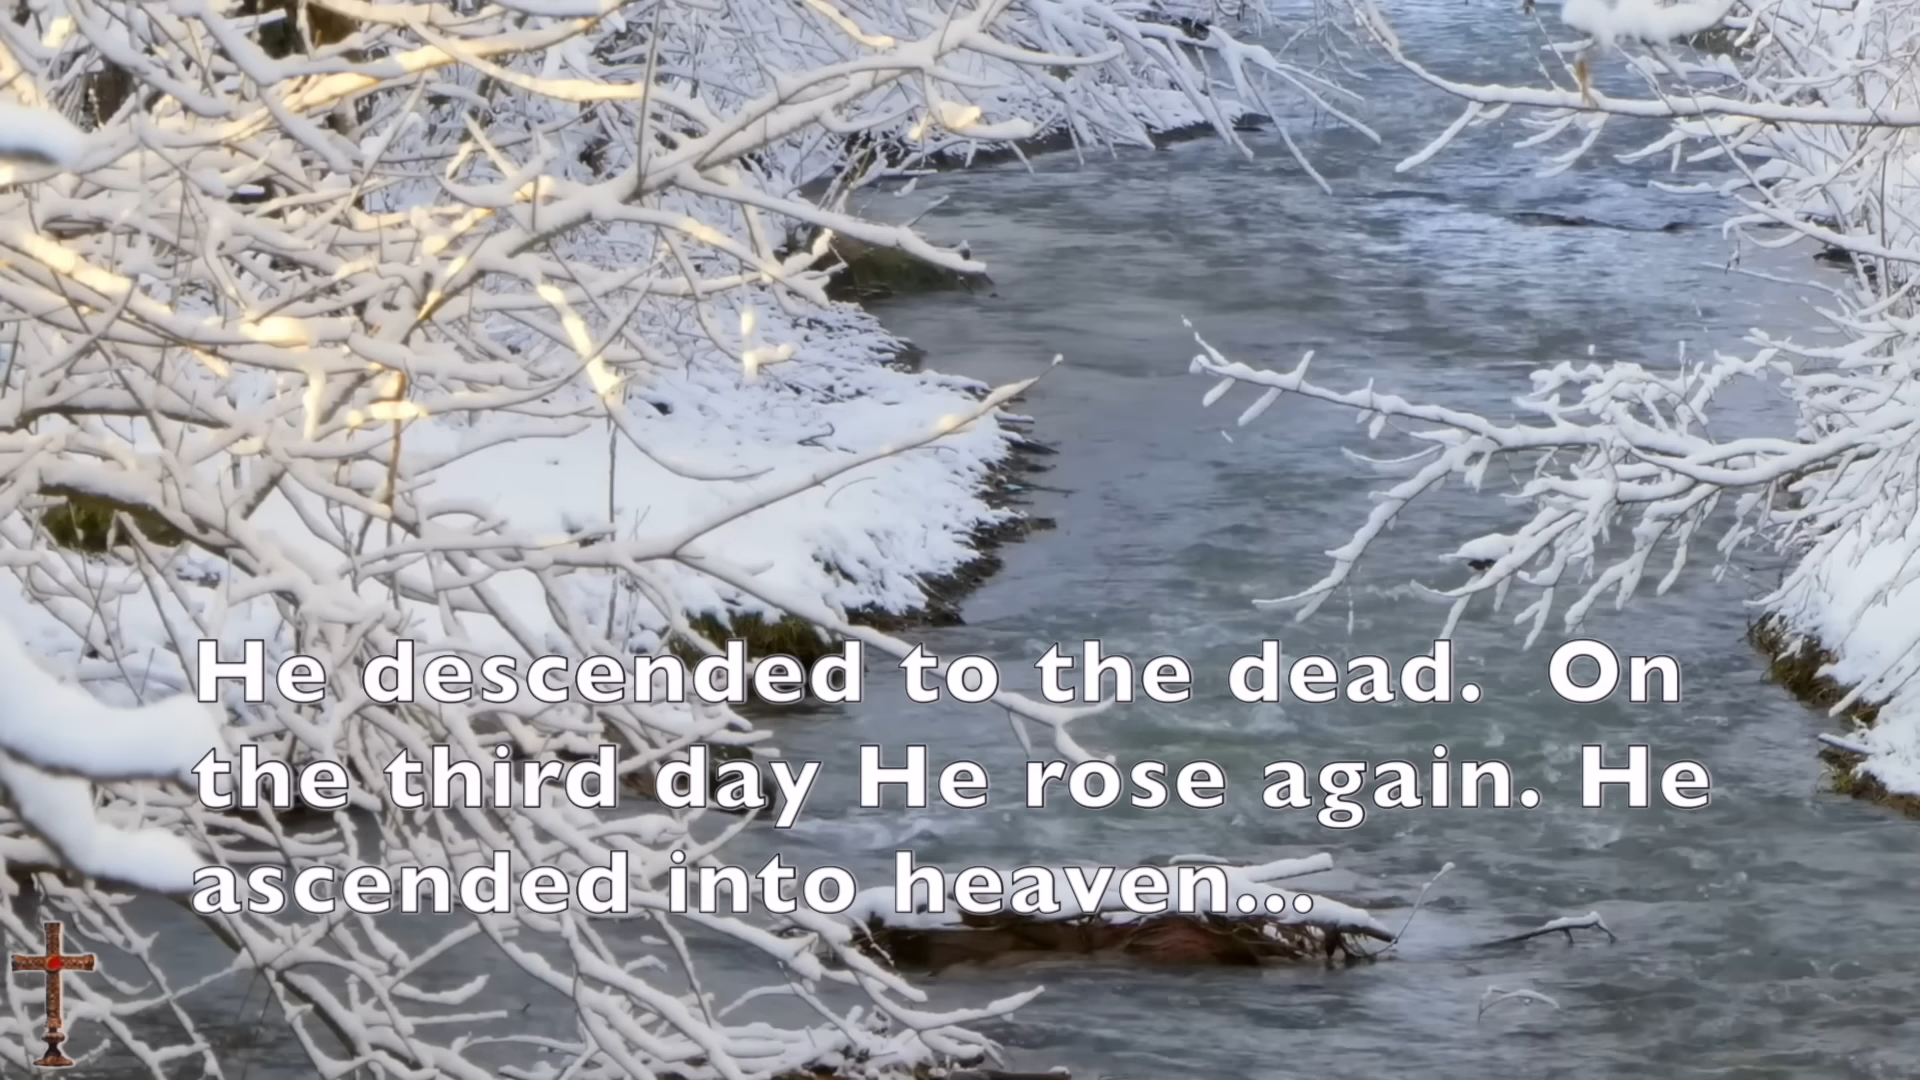 He descended to the dead.  On
the third day He rose again. He
ascended into heaven...